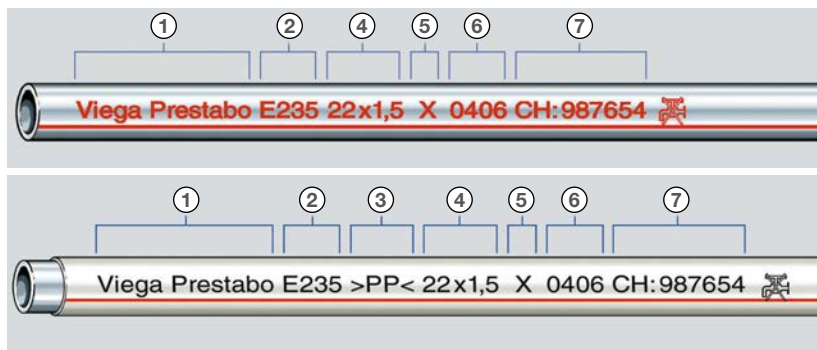 ① ② ④ ⑤ ⑥ ⑦
Viega Prestabo E235 22x1,5 X 0406 CH:987654
① ② ③ ④ ⑤ ⑥ ⑦
Viega Prestabo E235 >PP< 22x1,5 X 0406 CH:987654